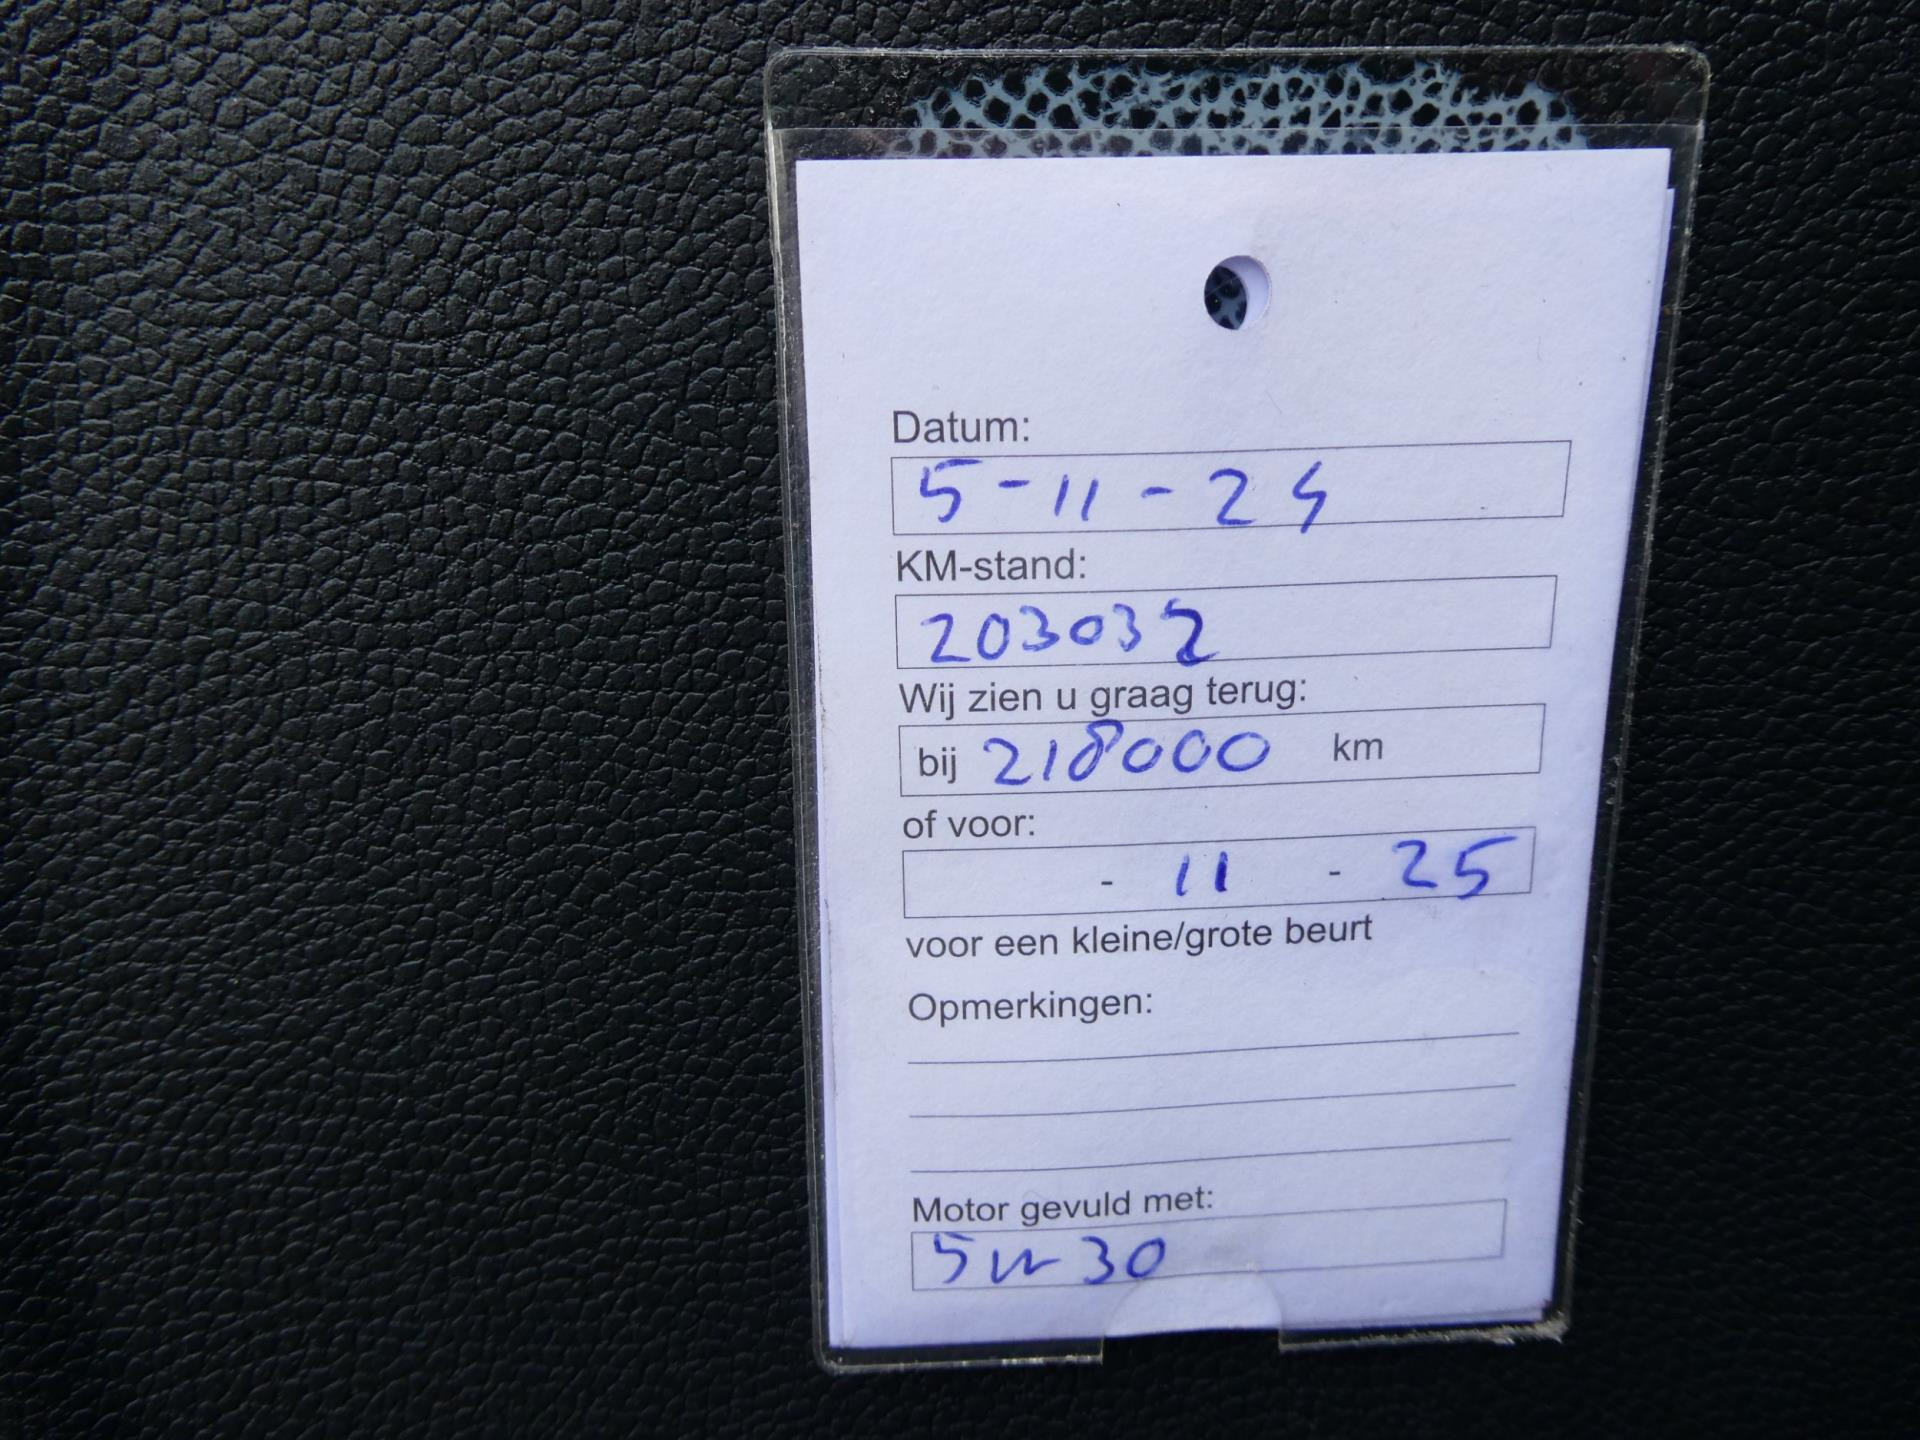 Datum:
5-11-24
KM-stand:
203032
Wij zien u graag terug:
bij 218000 km
of voor:
- 11 - 25
voor een kleine/grote beurt
Opmerkingen:
Motor gevuld met:
5w30